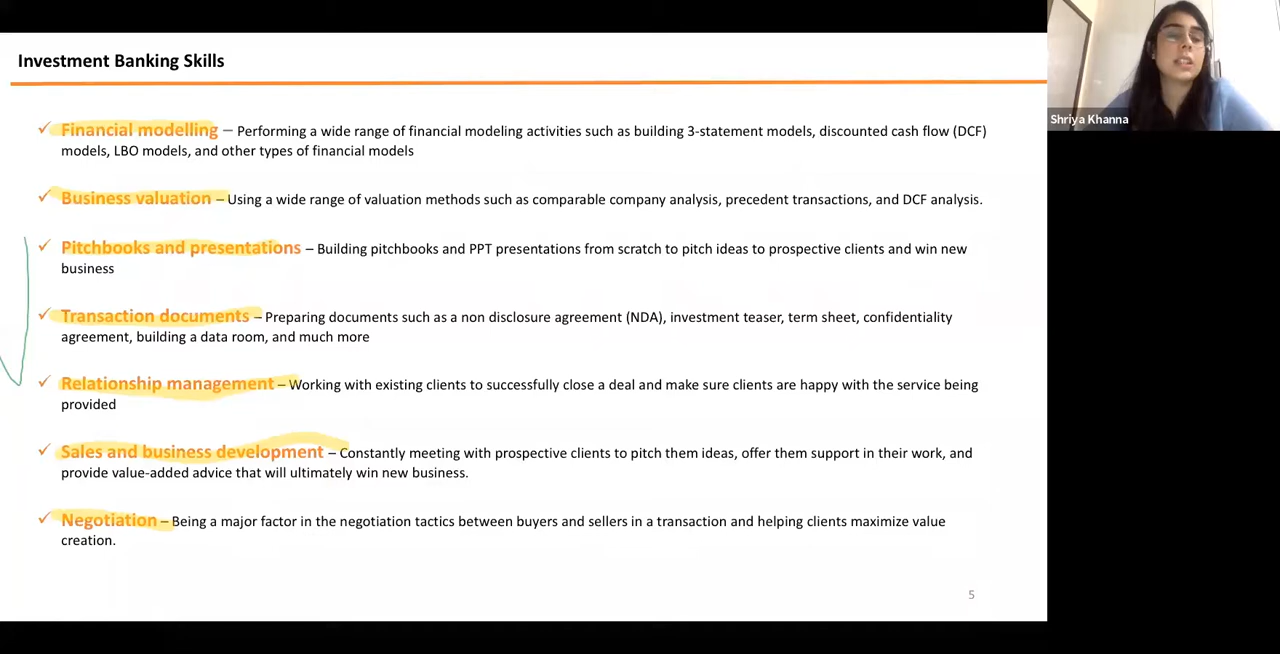 Investment Banking Skills
Financial modelling – Performing a wide range of financial modeling activities such as building 3-statement models, discounted cash flow (DCF)
models, LBO models, and other types of financial models
Business valuation – Using a wide range of valuation methods such as comparable company analysis, precedent transactions, and DCF analysis.
Pitchbooks and presentations – Building pitchbooks and PPT presentations from scratch to pitch ideas to prospective clients and win new
business
Transaction documents – Preparing documents such as a non disclosure agreement (NDA), investment teaser, term sheet, confidentiality
agreement, building a data room, and much more
Relationship management – Working with existing clients to successfully close a deal and make sure clients are happy with the service being
provided
Sales and business development – Constantly meeting with prospective clients to pitch them ideas, offer them support in their work, and
provide value-added advice that will ultimately win new business.
Negotiation – Being a major factor in the negotiation tactics between buyers and sellers in a transaction and helping clients maximize value
creation.
5
Shriya Khanna